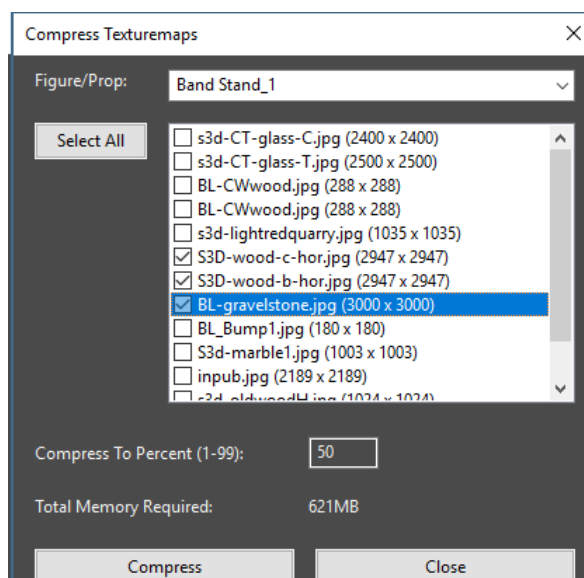 Compress Texturemaps
Figure/Prop: Band Stand_1
Select All
s3d-CT-glass-C.jpg (2400 x 2400)
s3d-CT-glass-T.jpg (2500 x 2500)
BL-CWwood.jpg (288 x 288)
BL-CWwood.jpg (288 x 288)
s3d-lightredquarry.jpg (1035 x 1035)
S3D-wood-c-hor.jpg (2947 x 2947)
S3D-wood-b-hor.jpg (2947 x 2947)
BL-gravelstone.jpg (3000 x 3000)
BL_Bump1.jpg (180 x 180)
S3d-marble1.jpg (1003 x 1003)
inpub.jpg (2189 x 2189)
s3d_oldwoodH.jpg (1024 x 1024)
Compress To Percent (1-99): 50
Total Memory Required: 621MB
Compress Close